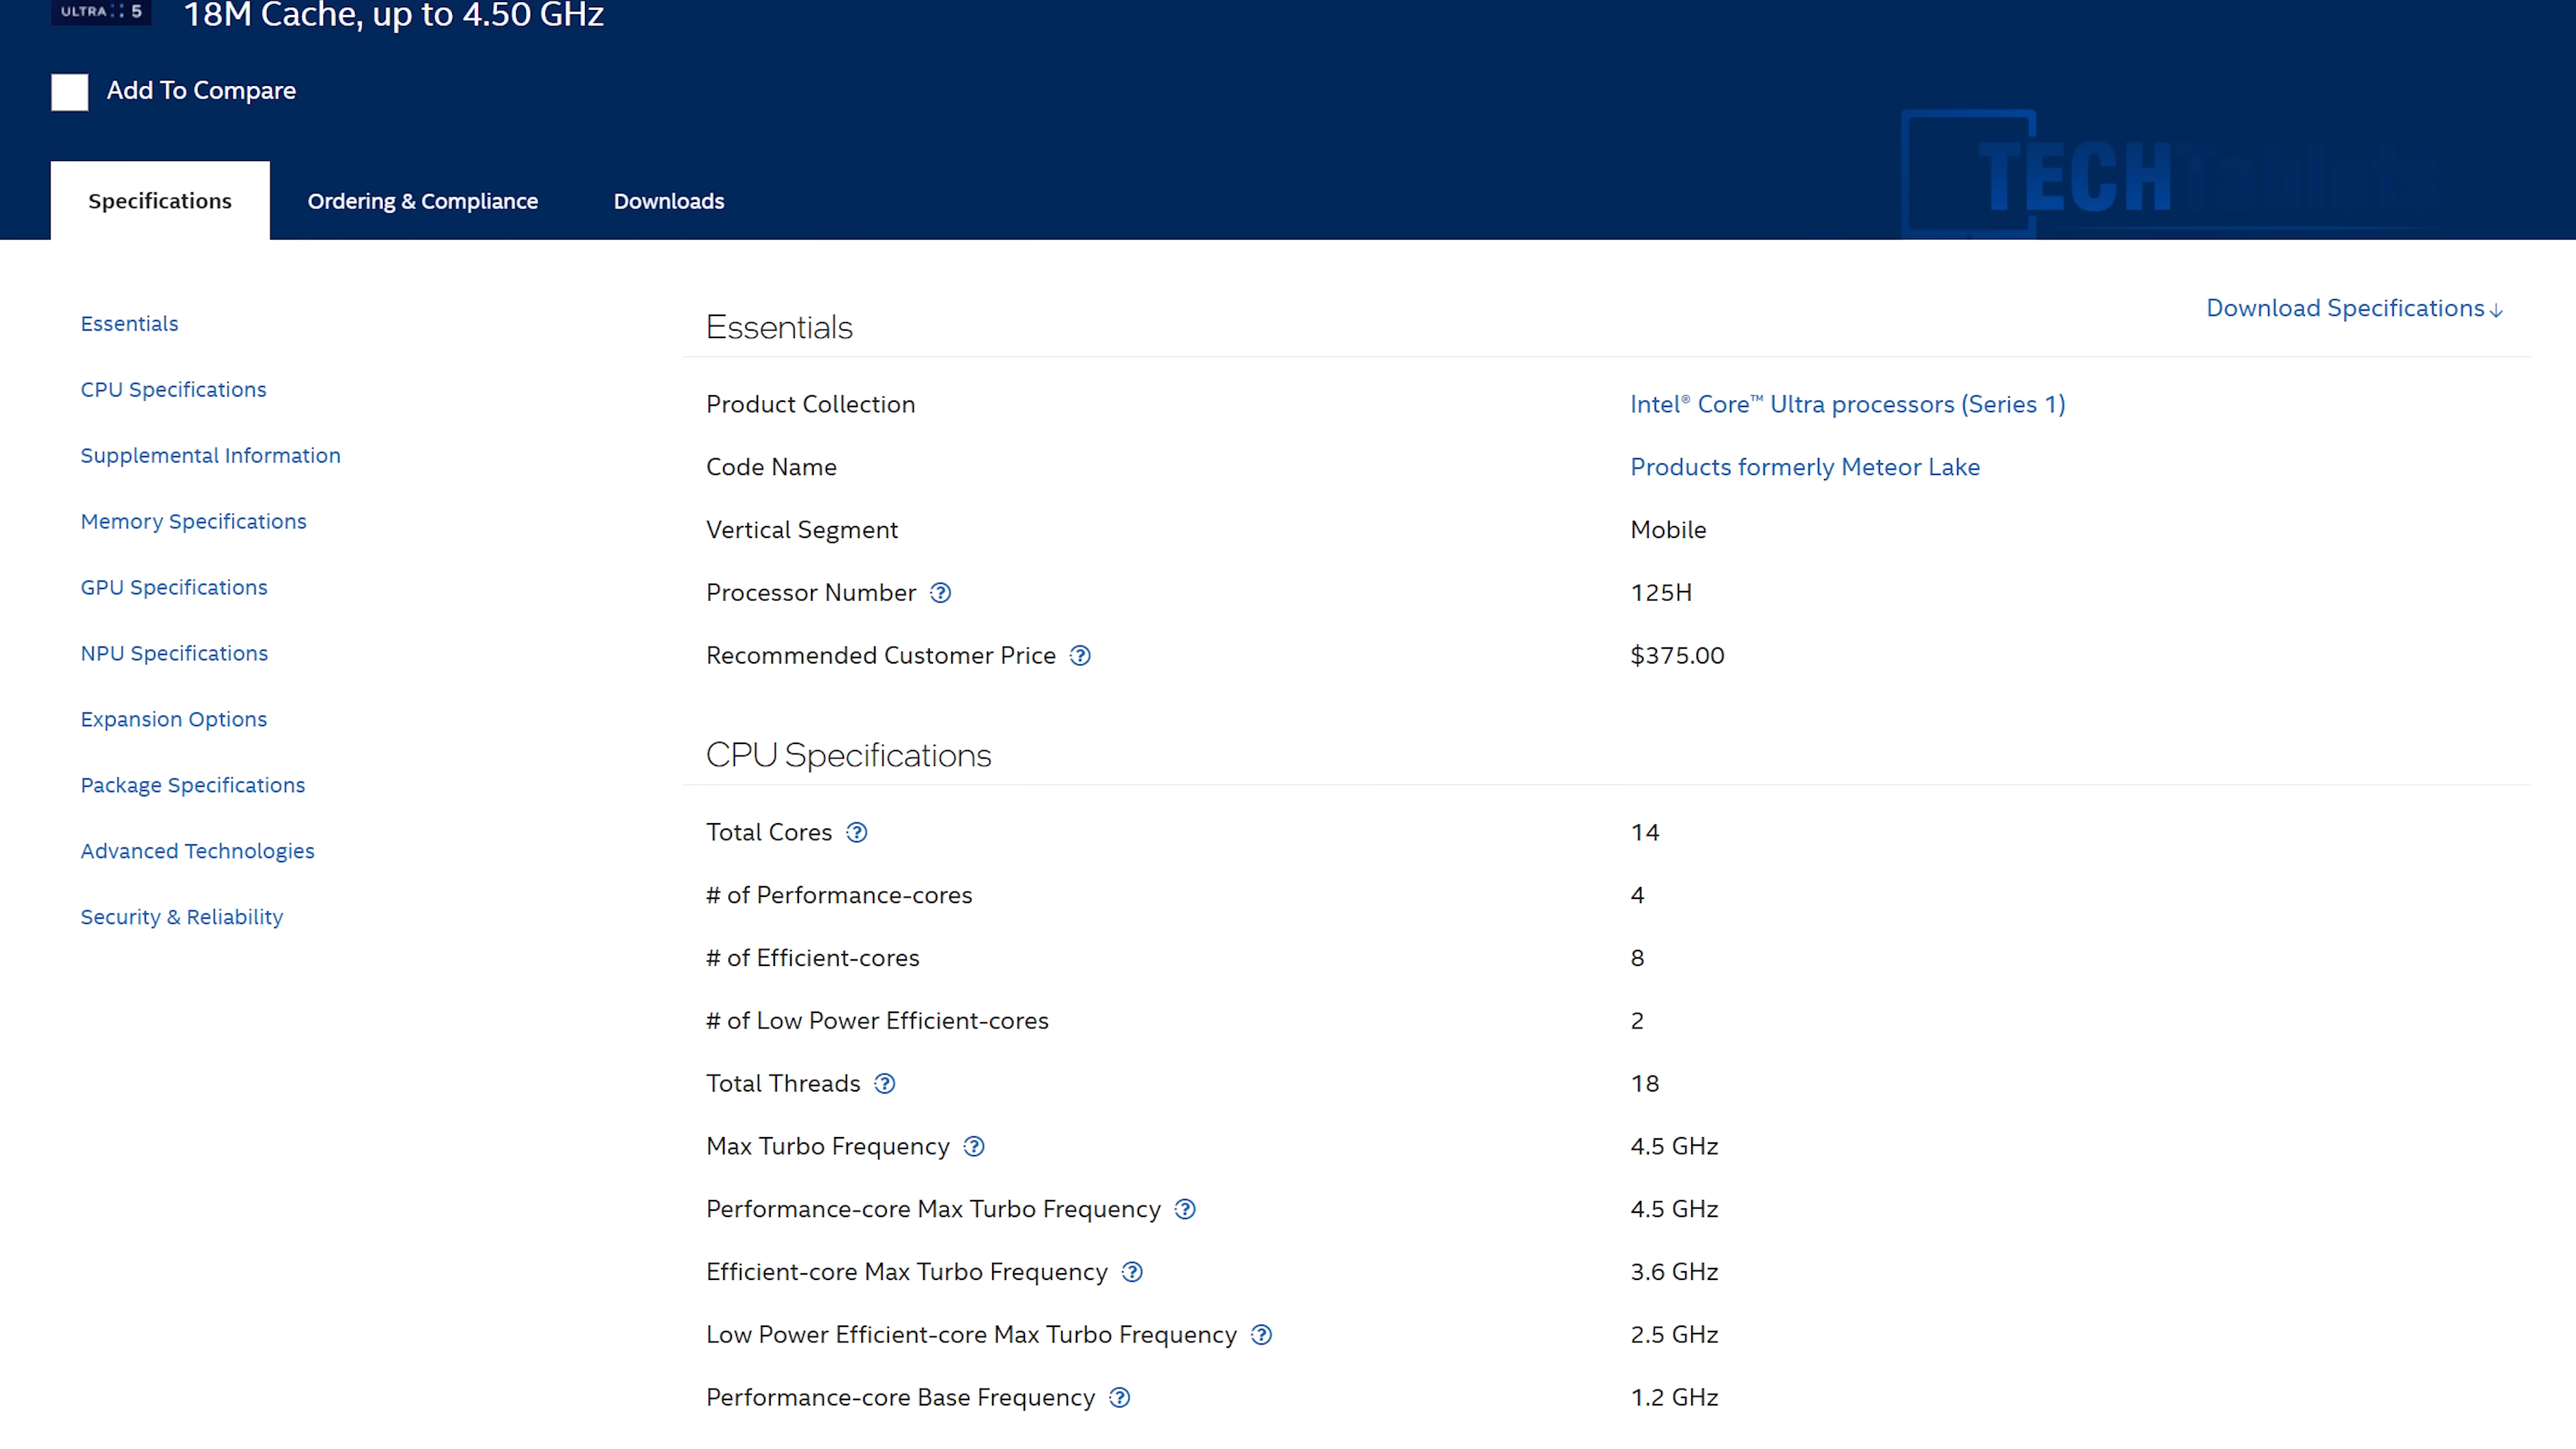 ULTRA 5
18M Cache, up to 4.50 GHz
Add To Compare
TECHTablets
Specifications
Ordering & Compliance
Downloads
Essentials
CPU Specifications
Supplemental Information
Memory Specifications
GPU Specifications
NPU Specifications
Expansion Options
Package Specifications
Advanced Technologies
Security & Reliability
Download Specifications↓
Essentials
Product Collection Intel® Core™ Ultra processors (Series 1)
Code Name Products formerly Meteor Lake
Vertical Segment Mobile
Processor Number ? 125H
Recommended Customer Price ? $375.00
CPU Specifications
Total Cores ? 14
# of Performance-cores 4
# of Efficient-cores 8
# of Low Power Efficient-cores 2
Total Threads ? 18
Max Turbo Frequency ? 4.5 GHz
Performance-core Max Turbo Frequency ? 4.5 GHz
Efficient-core Max Turbo Frequency ? 3.6 GHz
Low Power Efficient-core Max Turbo Frequency ? 2.5 GHz
Performance-core Base Frequency ? 1.2 GHz